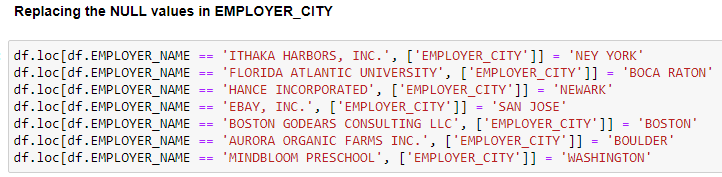 Replacing the NULL values in EMPLOYER_CITY
df.loc[df.EMPLOYER_NAME == 'ITHAKA HARBORS, INC.', ['EMPLOYER_CITY']] = 'NEY YORK'
df.loc[df.EMPLOYER_NAME == 'FLORIDA ATLANTIC UNIVERSITY', ['EMPLOYER_CITY']] = 'BOCA RATON'
df.loc[df.EMPLOYER_NAME == 'HANCE INCORPORATED', ['EMPLOYER_CITY']] = 'NEWARK'
df.loc[df.EMPLOYER_NAME == 'EBAY, INC.', ['EMPLOYER_CITY']] = 'SAN JOSE'
df.loc[df.EMPLOYER_NAME == 'BOSTON GODEARS CONSULTING LLC', ['EMPLOYER_CITY']] = 'BOSTON'
df.loc[df.EMPLOYER_NAME == 'AURORA ORGANIC FARMS INC.', ['EMPLOYER_CITY']] = 'BOULDER'
df.loc[df.EMPLOYER_NAME == 'MINDBLOOM PRESCHOOL', ['EMPLOYER_CITY']] = 'WASHINGTON'